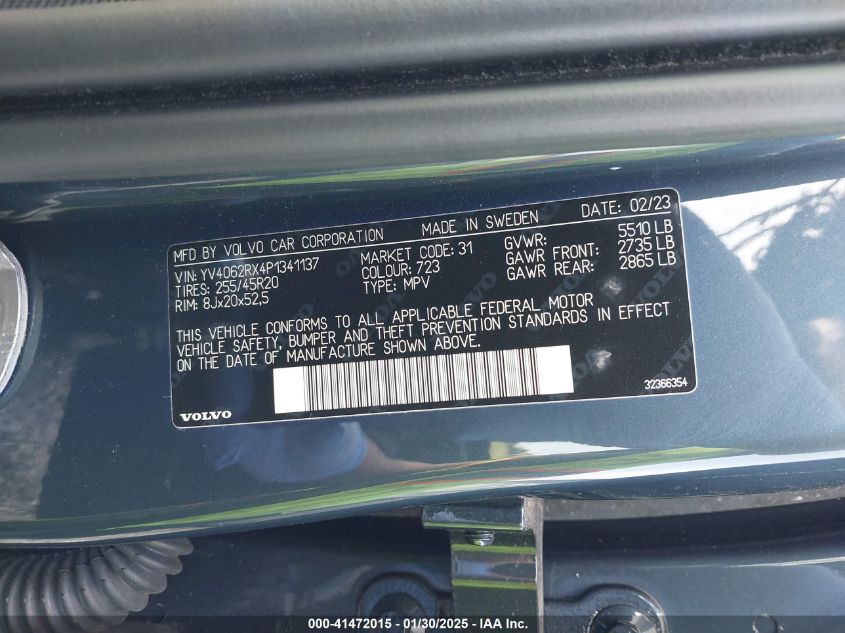 MFD BY VOLVO CAR CORPORATION MADE IN SWEDEN DATE: 02/23
VIN: YV4062RX4P1341137 MARKET CODE: 31 GVWR: 5510 LB
TIRES: 255/45R20 COLOUR: 723 GAWR FRONT: 2735 LB
RIM: 8Jx20x52,5 TYPE: MPV GAWR REAR: 2865 LB
THIS VEHICLE CONFORMS TO ALL APPLICABLE FEDERAL MOTOR
VEHICLE SAFETY, BUMPER AND THEFT PREVENTION STANDARDS IN EFFECT
ON THE DATE OF MANUFACTURE SHOWN ABOVE.
VOLVO 32366354
000-41472015 — 01/30/2025 — IAA Inc.